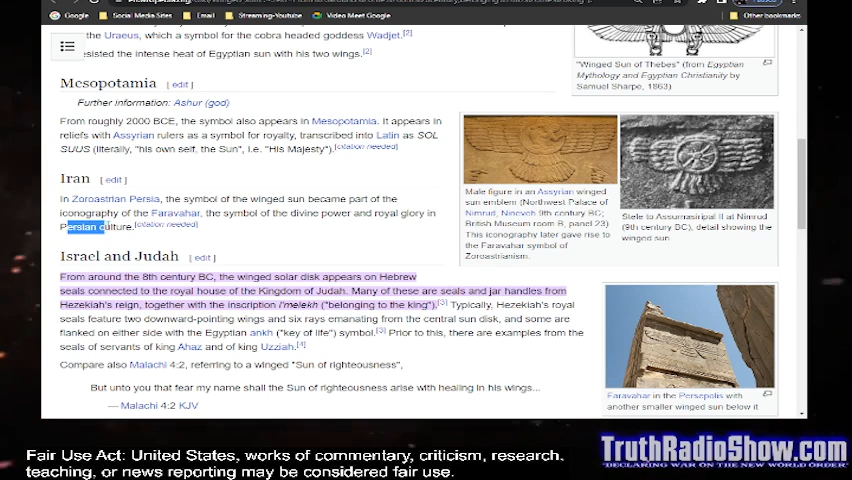 Google
Social Media Sites
Email
Streaming-Youtube
Video Meet Google
Other bookmarks
the Uraeus, which a symbol for the cobra headed goddess Wadjet.[2]
esisted the intense heat of Egyptian sun with his two wings.[2]
"Winged Sun of Thebes" (from Egyptian
Mythology and Egyptian Christianity by
Samuel Sharpe, 1863)
Mesopotamia [ edit ]
Further information: Ashur (god)
From roughly 2000 BCE, the symbol also appears in Mesopotamia. It appears in
reliefs with Assyrian rulers as a symbol for royalty, transcribed into Latin as SOL
SUUS (literally, "his own self, the Sun", i.e. "His Majesty").[citation needed]
Iran [ edit ]
In Zoroastrian Persia, the symbol of the winged sun became part of the
iconography of the Faravahar, the symbol of the divine power and royal glory in
Persian culture.[citation needed]
Male figure in an Assyrian winged
sun emblem (Northwest Palace of
Nimrud, Nineveh 9th century BC;
British Museum room B, panel 23)
This iconography later gave rise to
the Faravahar symbol of
Zoroastrianism.
Stele to Assurnasiripal II at Nimrud
(9th century BC), detail showing the
winged sun.
Israel and Judah [ edit ]
From around the 8th century BC, the winged solar disk appears on Hebrew
seals connected to the royal house of the Kingdom of Judah. Many of these are seals and jar handles from
Hezekiah's reign, together with the inscription l'melekh ("belonging to the king").[3] Typically, Hezekiah's royal
seals feature two downward-pointing wings and six rays emanating from the central sun disk, and some are
flanked on either side with the Egyptian ankh ("key of life") symbol.[3] Prior to this, there are examples from the
seals of servants of king Ahaz and of king Uzziah.[4]
Compare also Malachi 4:2, referring to a winged "Sun of righteousness",
But unto you that fear my name shall the Sun of righteousness arise with healing in his wings...
— Malachi 4:2 KJV
Faravahar in the Persepolis with
another smaller winged sun below it
Fair Use Act: United States, works of commentary, criticism, research,
teaching, or news reporting may be considered fair use.
TruthRadioShow.com
"DECLARING WAR ON THE NEW WORLD ORDER"